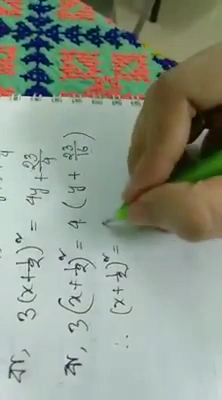 বা, 3(x+½)² = 4y + 23/4
বা, 3(x+½)² = 4 (y + 23/16)
∴ (x+½)² =